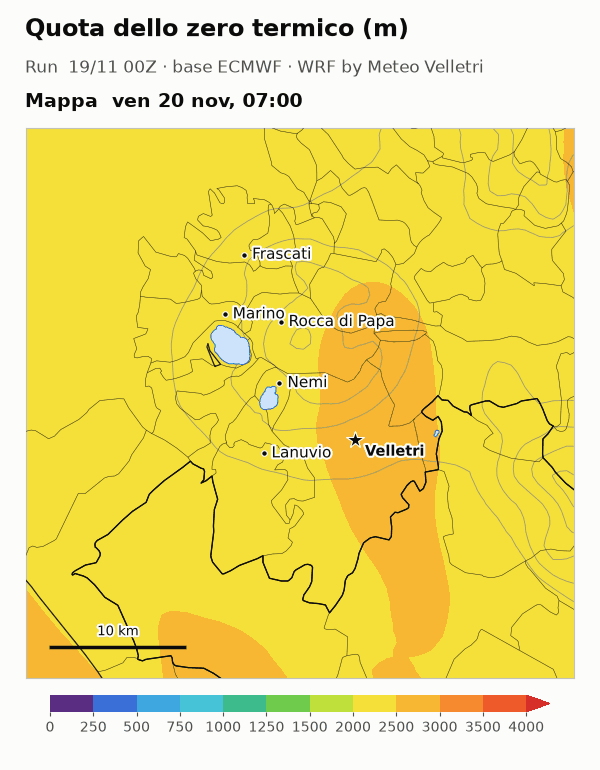 Quota dello zero termico (m)
Run  19/11 00Z · base ECMWF · WRF by Meteo Velletri
Mappa  ven 20 nov, 07:00
Frascati
Marino
Rocca di Papa
Nemi
Velletri
Lanuvio
10 km
0 250 500 750 1000 1250 1500 2000 2500 3000 3500 4000